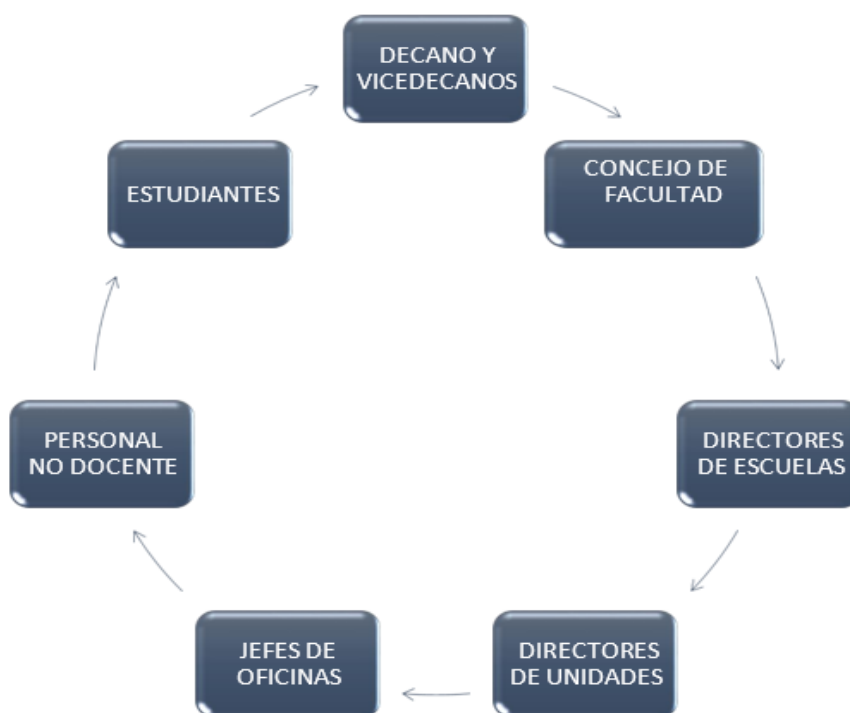 DECANO Y
VICEDECANOS
CONCEJO DE
FACULTAD
DIRECTORES
DE ESCUELAS
DIRECTORES
DE UNIDADES
JEFES DE
OFICINAS
PERSONAL
NO DOCENTE
ESTUDIANTES